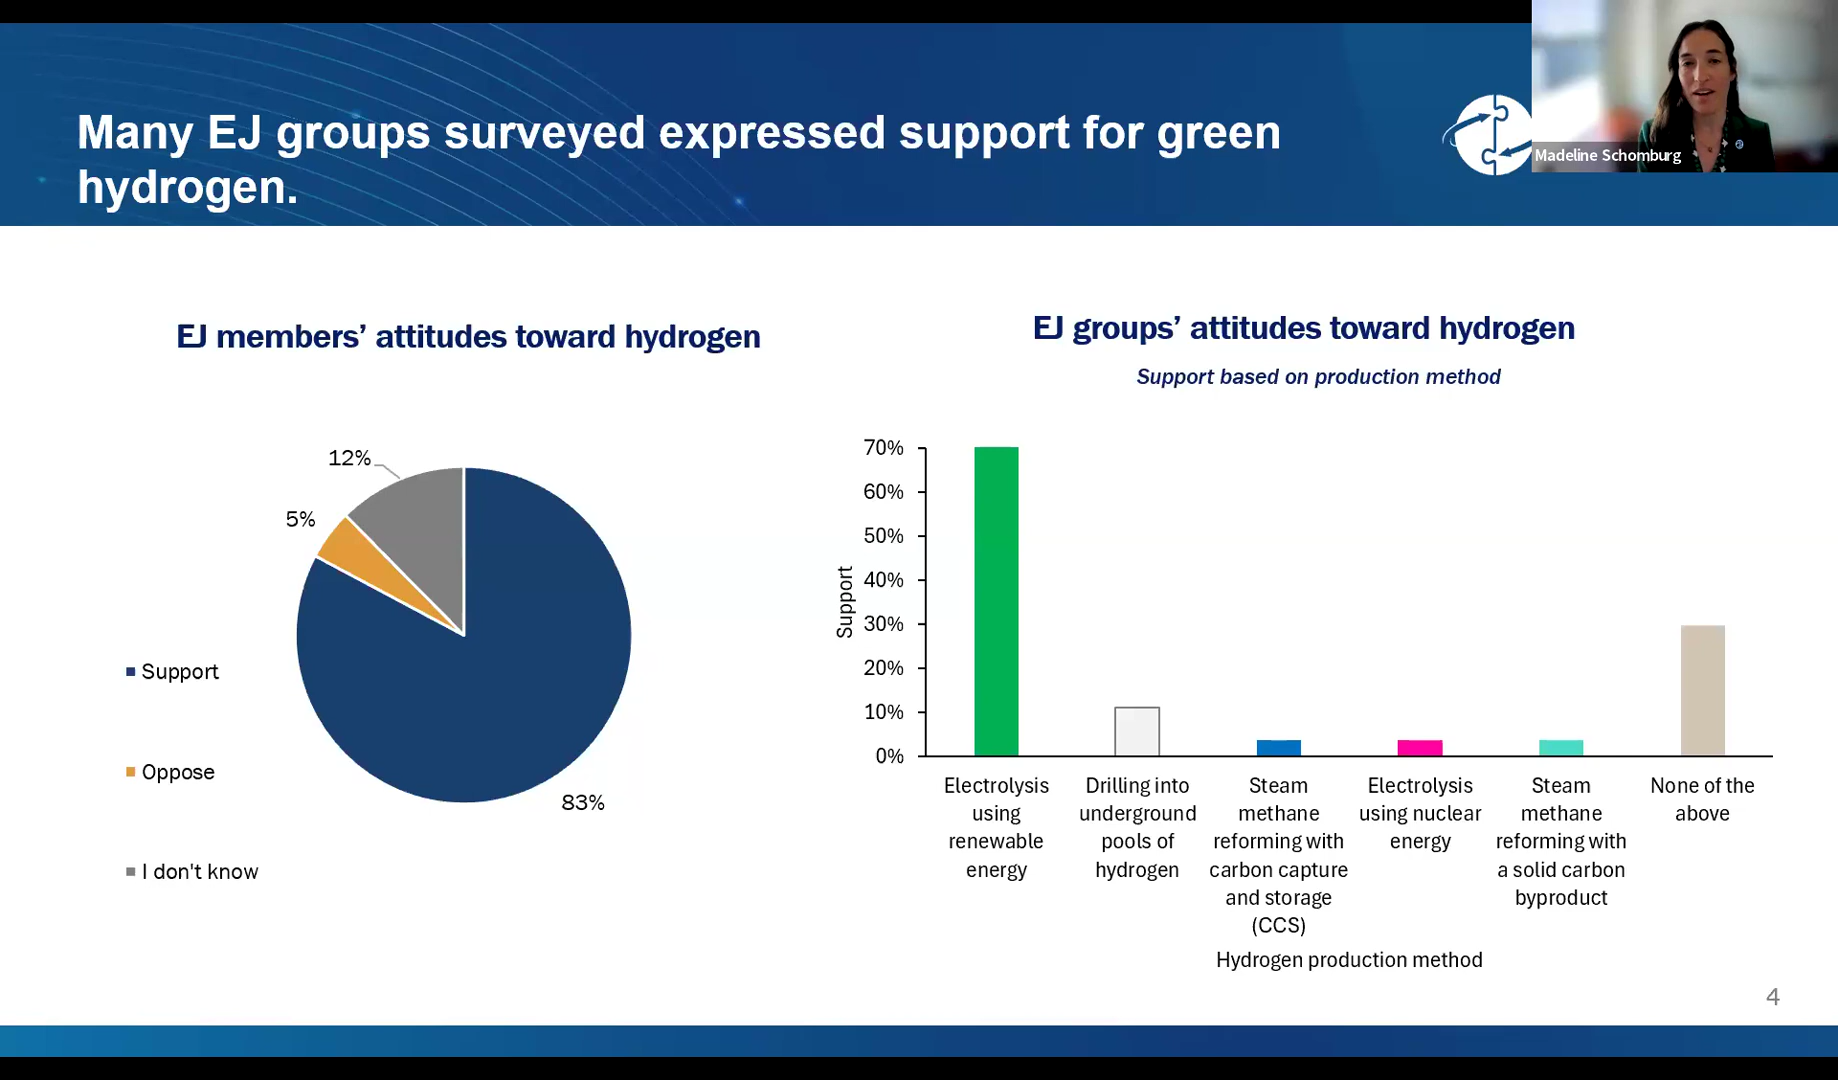 Many EJ groups surveyed expressed support for green
hydrogen.
Madeline Schomburg
EJ members’ attitudes toward hydrogen
12%
5%
83%
Support
Oppose
I don't know
EJ groups’ attitudes toward hydrogen
Support based on production method
Support
70%
60%
50%
40%
30%
20%
10%
0%
Electrolysis
using
renewable
energy
Drilling into
underground
pools of
hydrogen
Steam
methane
reforming with
carbon capture
and storage
(CCS)
Electrolysis
using nuclear
energy
Steam
methane
reforming with
a solid carbon
byproduct
None of the
above
Hydrogen production method
4